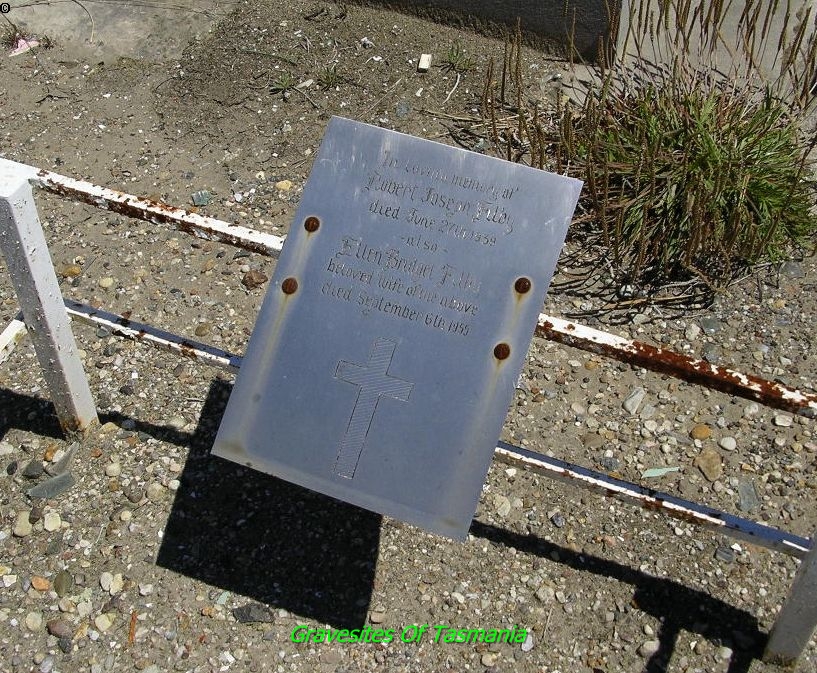 ©
In loving memory of
Robert Joseph Filby
died June 27th 1939
- also -
Ellen Bridget Filby
beloved wife of the above
died September 6th 1955
Gravesites Of Tasmania